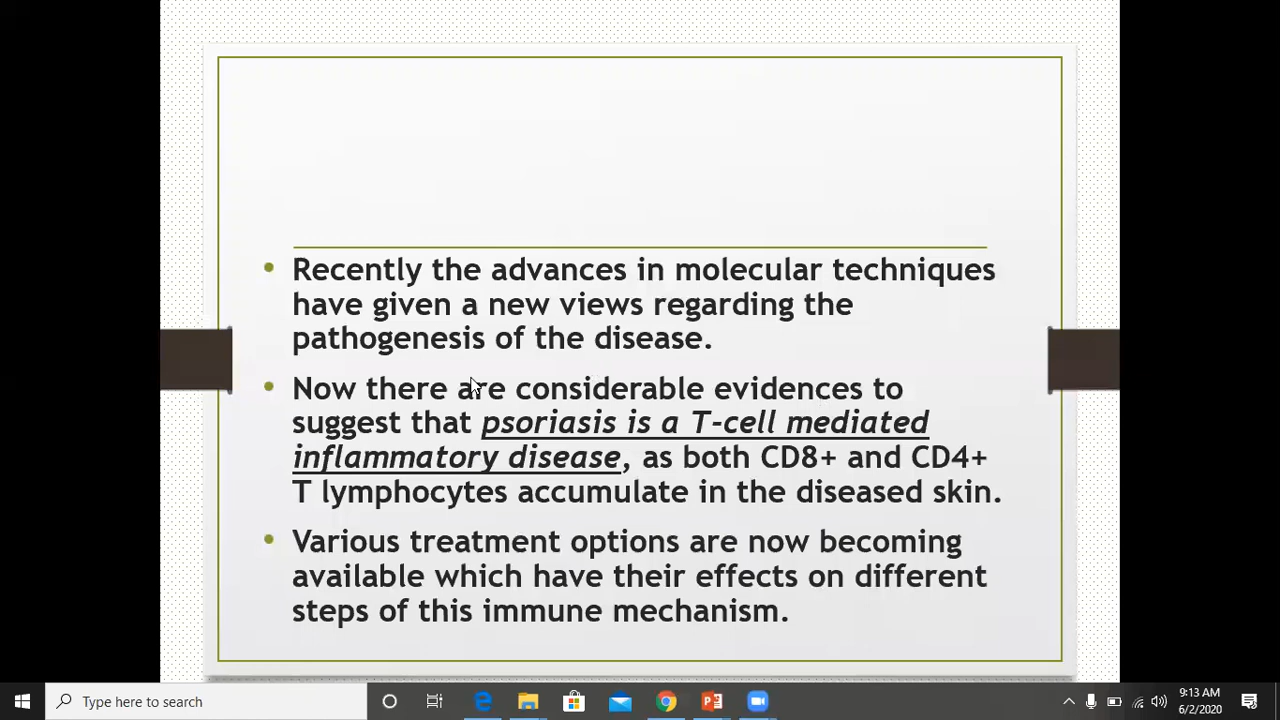 Recently the advances in molecular techniques
have given a new views regarding the
pathogenesis of the disease.
Now there are considerable evidences to
suggest that psoriasis is a T-cell mediated
inflammatory disease, as both CD8+ and CD4+
T lymphocytes accumulate in the diseased skin.
Various treatment options are now becoming
available which have their effects on different
steps of this immune mechanism.
Type here to search
9:13 AM
6/2/2020